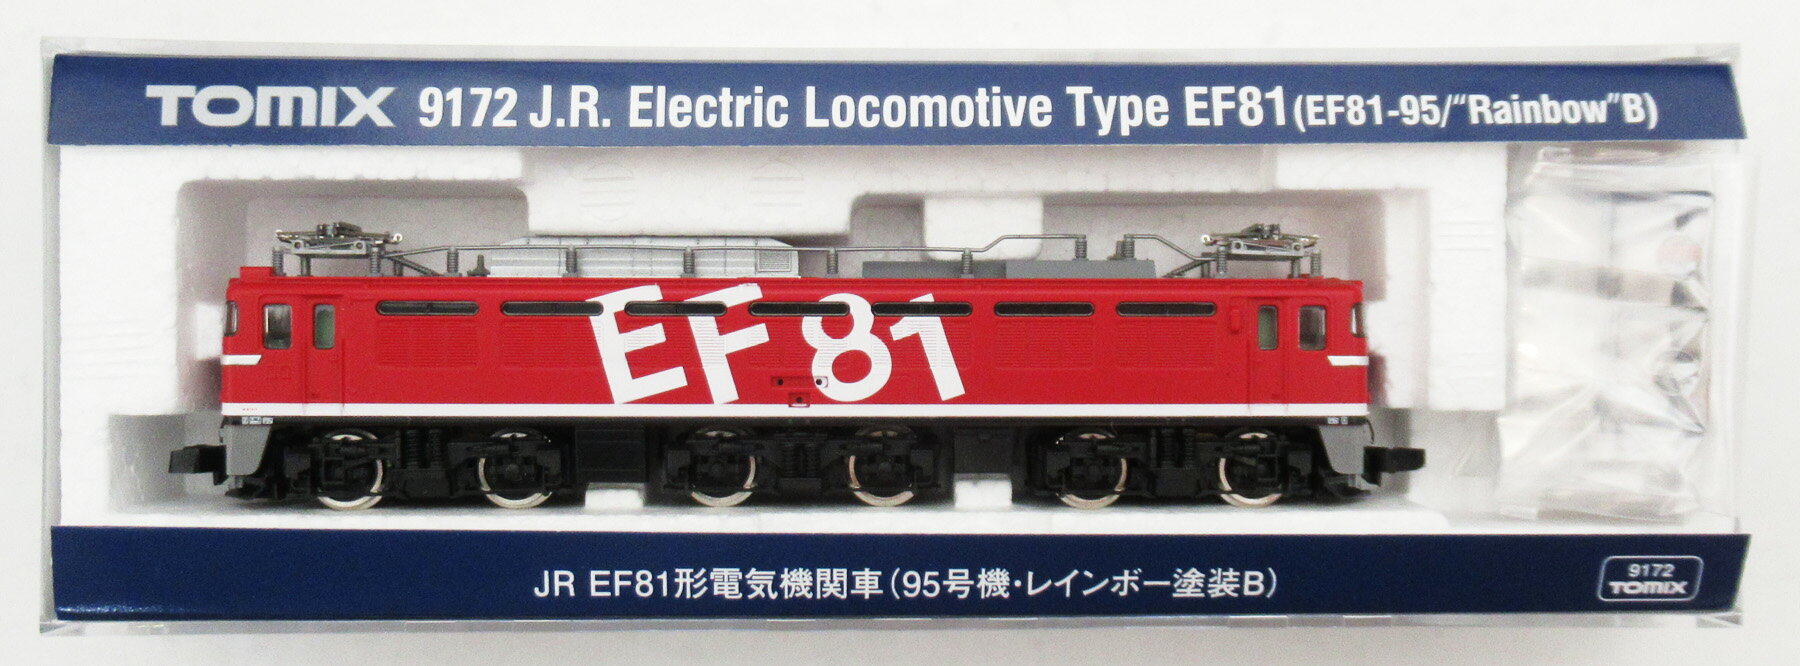 TOMIX 9172 J.R. Electric Locomotive Type EF81 (EF81-95/"Rainbow"B)
EF81
JR EF81形電気機関車(95号機・レインボー塗装B)
9172
TOMIX